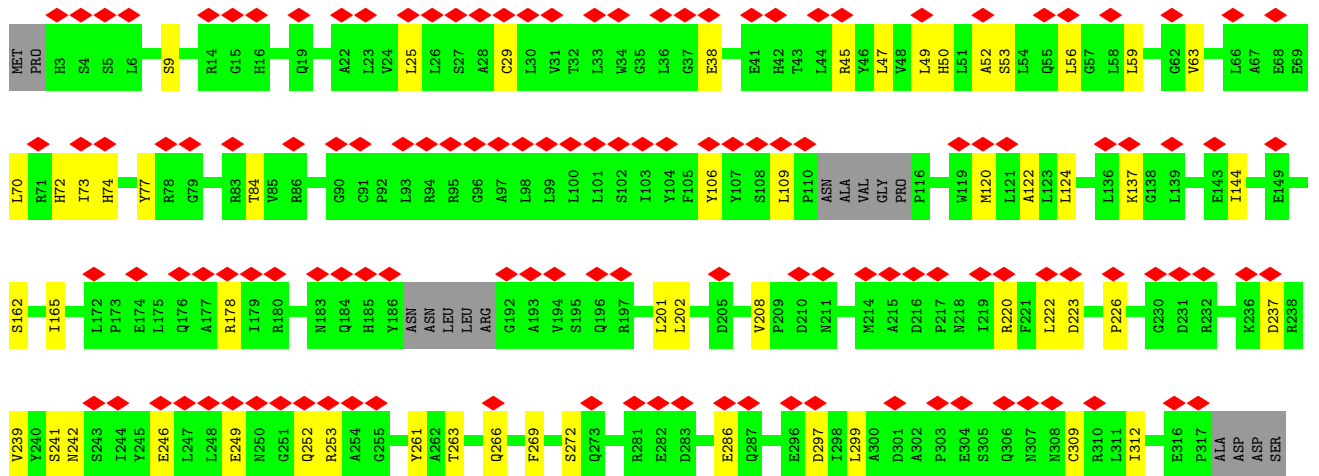 MET PRO H3 S4 S5 L6 S9 R14 G15 H16 Q19 A22 L23 V24 L25 L26 S27 A28 C29 L30 V31 T32 L33 W34 G35 L36 G37 E38 E41 H42 T43 L44 R45 Y46 L47 V48 L49 H50 L51 A52 S53 L54 Q55 L56 G57 L58 L59 G62 V63 L66 A67 E68 E69
L70 R71 H72 I73 H74 Y77 R78 G79 R83 T84 V85 R86 G90 C91 P92 L93 R94 R95 G96 A97 L98 L99 L100 L101 S102 I103 Y104 F105 Y106 Y107 S108 L109 P110 ASN ALA VAL GLY PRO P116 W119 M120 L121 A122 L123 L124 L136 K137 G138 L139 E143 I144 E149
S162 I165 L172 P173 E174 L175 Q176 A177 R178 I179 R180 N183 Q184 H185 Y186 ASN ASN LEU LEU ARG G192 A193 V194 S195 Q196 R197 L201 L202 D205 V208 P209 D210 N211 M214 A215 D216 P217 N218 I219 R220 F221 L222 D223 P226 G230 D231 R232 K236 D237 R238
V239 Y240 S241 N242 S243 I244 Y245 E246 L247 L248 E249 N250 G251 Q252 R253 A254 G255 Y261 A262 T263 Q266 F269 S272 Q273 R281 E282 D283 E286 Q287 E296 D297 I298 L299 A300 D301 A302 P303 E304 S305 Q306 N307 N308 C309 R310 L311 I312 E316 P317 ALA ASP ASP SER